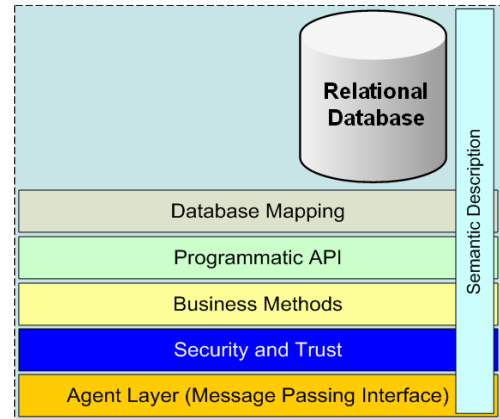 Relational
Database
Database Mapping
Programmatic API
Business Methods
Security and Trust
Agent Layer (Message Passing Interface)
Semantic Description